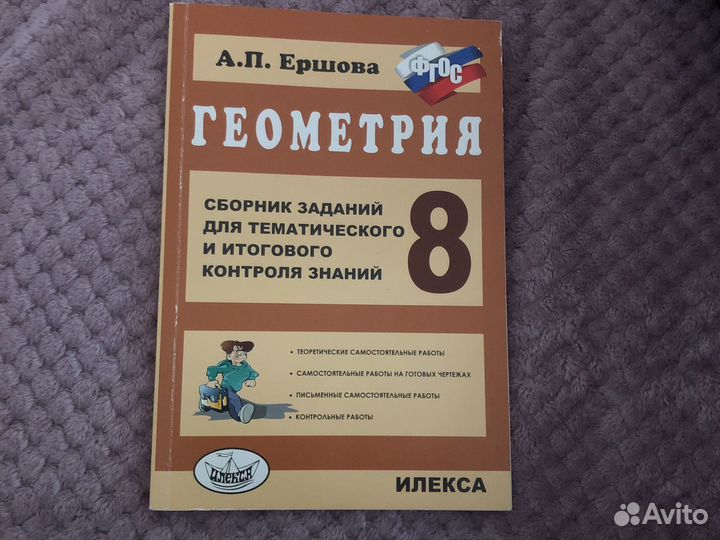 А.П. Ершова
ФГОС
ГЕОМЕТРИЯ
СБОРНИК ЗАДАНИЙ
ДЛЯ ТЕМАТИЧЕСКОГО
И ИТОГОВОГО
КОНТРОЛЯ ЗНАНИЙ
8
• ТЕОРЕТИЧЕСКИЕ САМОСТОЯТЕЛЬНЫЕ РАБОТЫ
• САМОСТОЯТЕЛЬНЫЕ РАБОТЫ НА ГОТОВЫХ ЧЕРТЕЖАХ
• ПИСЬМЕННЫЕ САМОСТОЯТЕЛЬНЫЕ РАБОТЫ
• КОНТРОЛЬНЫЕ РАБОТЫ
ИЛЕКСА
ИЛЕКСА
Avito